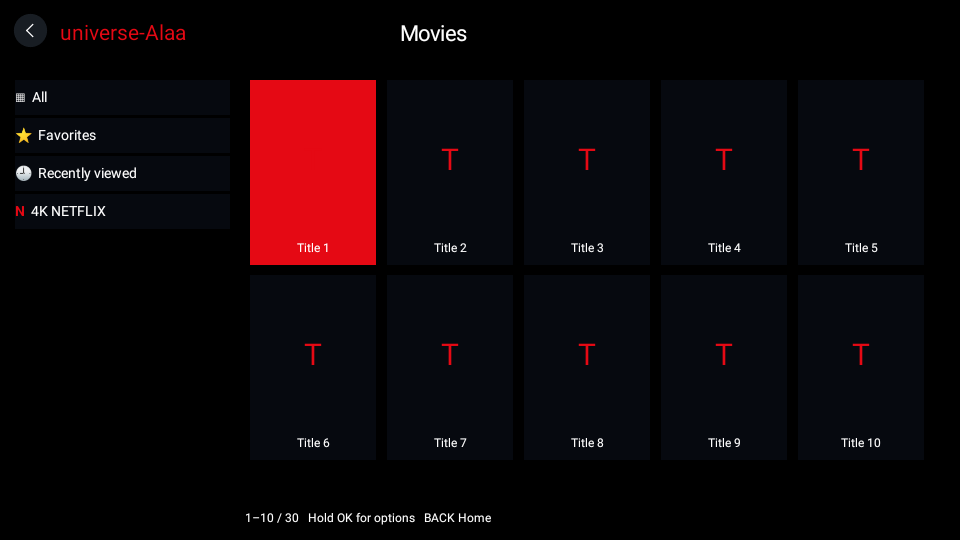 universe-Alaa
Movies
All
Favorites
Recently viewed
N 4K NETFLIX
Title 1
T
Title 2
T
Title 3
T
Title 4
T
Title 5
T
Title 6
T
Title 7
T
Title 8
T
Title 9
T
Title 10
1–10 / 30 Hold OK for options BACK Home